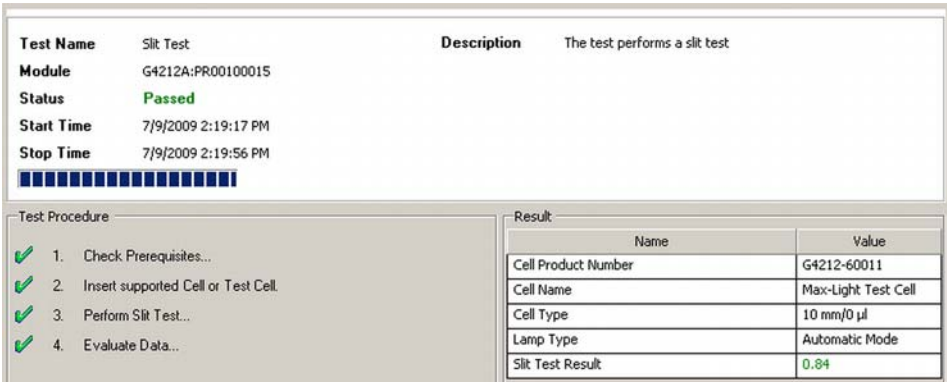 Test Name Slit Test Description The test performs a slit test
Module G4212A:PR00100015
Status Passed
Start Time 7/9/2009 2:19:17 PM
Stop Time 7/9/2009 2:19:56 PM
Test Procedure
1. Check Prerequisites...
2. Insert supported Cell or Test Cell.
3. Perform Slit Test...
4. Evaluate Data...
Result
Name Value
Cell Product Number G4212-60011
Cell Name Max-Light Test Cell
Cell Type 10 mm/0 µl
Lamp Type Automatic Mode
Slit Test Result 0.84